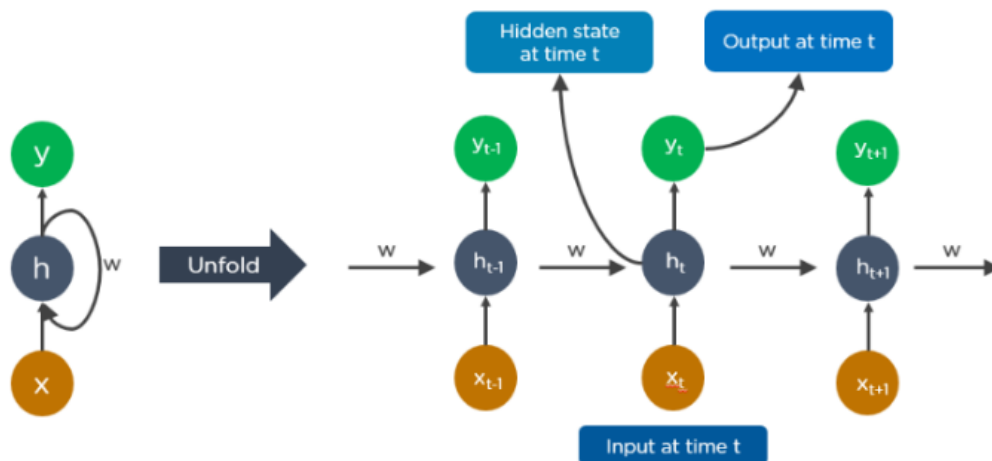 Hidden state
at time t
Output at time t
y
y_{t-1}
y_t
y_{t+1}
h
w
Unfold
w
h_{t-1}
w
h_t
w
h_{t+1}
w
x
x_{t-1}
x_t
x_{t+1}
Input at time t